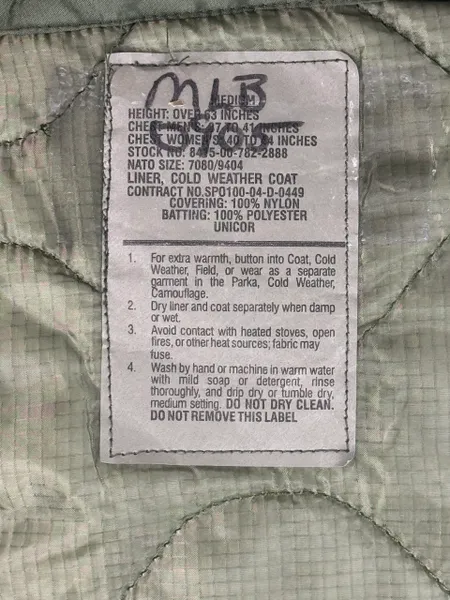 MLB
MEDIUM
HEIGHT: OVER 63 INCHES
CHEST MEN'S: 37 TO 41 INCHES
CHEST WOMEN'S: 40 TO 44 INCHES
STOCK NO: 8415-00-782-2888
NATO SIZE: 7080/9404
LINER, COLD WEATHER COAT
CONTRACT NO.SPO100-04-D-0449
COVERING: 100% NYLON
BATTING: 100% POLYESTER
UNICOR
1. For extra warmth, button into Coat, Cold
Weather, Field, or wear as a separate
garment in the Parka, Cold Weather,
Camouflage.
2. Dry liner and coat separately when damp
or wet.
3. Avoid contact with heated stoves, open
fires, or other heat sources; fabric may
fuse.
4. Wash by hand or machine in warm water
with mild soap or detergent, rinse
thoroughly, and drip dry or tumble dry,
medium setting. DO NOT DRY CLEAN.
DO NOT REMOVE THIS LABEL